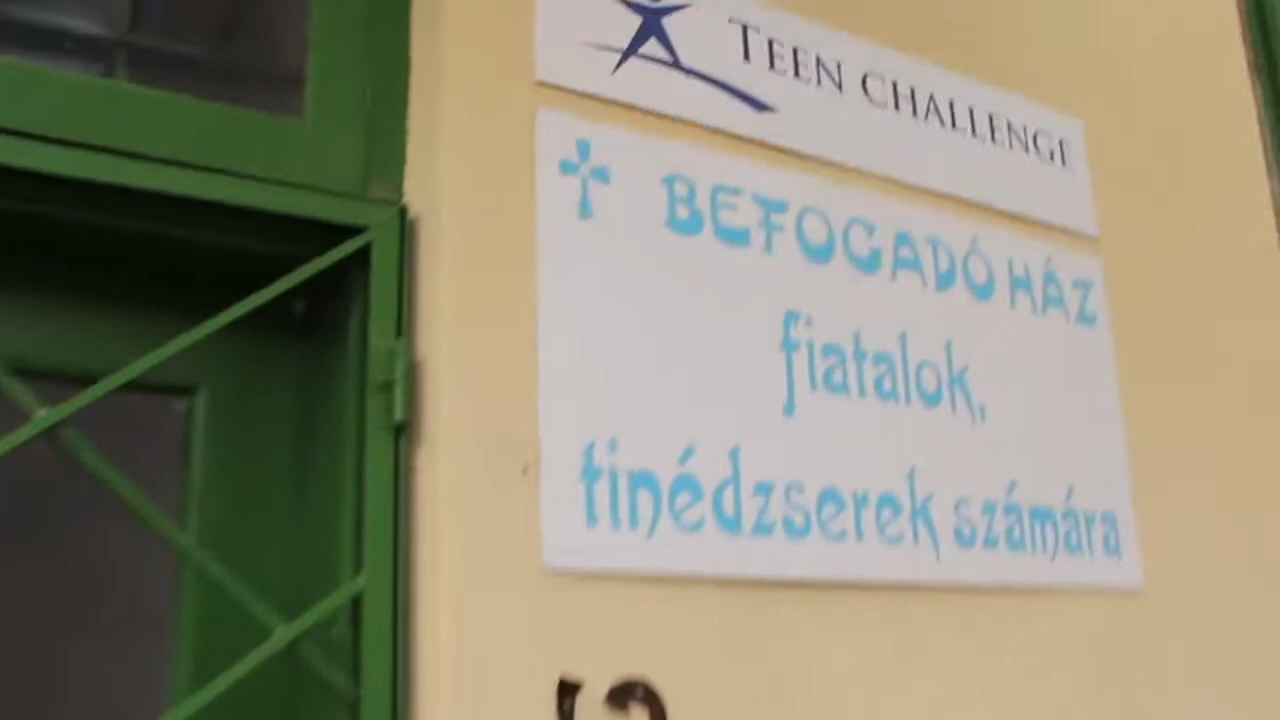 TEEN CHALLENGE
BEFOGADÓ HÁZ
fiatalok,
tinédzserek számára